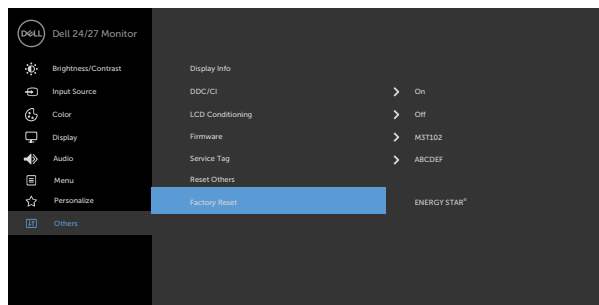 DELL Dell 24/27 Monitor
Brightness/Contrast Display Info
Input Source DDC/CI On
Color LCD Conditioning Off
Display Firmware M3T102
Audio Service Tag ABCDEF
Menu Reset Others
Personalize Factory Reset ENERGY STAR®
Others